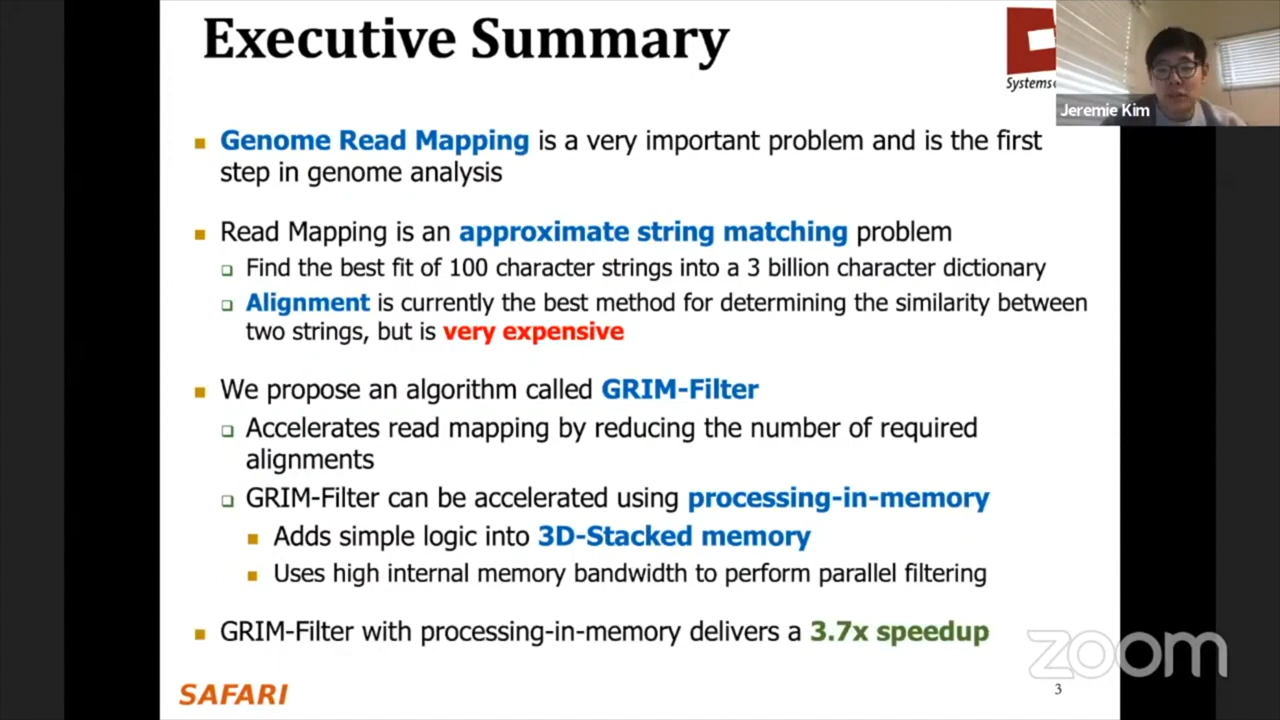 Executive Summary
Systems
Jeremie Kim
Genome Read Mapping is a very important problem and is the first
step in genome analysis
Read Mapping is an approximate string matching problem
Find the best fit of 100 character strings into a 3 billion character dictionary
Alignment is currently the best method for determining the similarity between
two strings, but is very expensive
We propose an algorithm called GRIM-Filter
Accelerates read mapping by reducing the number of required
alignments
GRIM-Filter can be accelerated using processing-in-memory
Adds simple logic into 3D-Stacked memory
Uses high internal memory bandwidth to perform parallel filtering
GRIM-Filter with processing-in-memory delivers a 3.7x speedup
zoom
SAFARI
3